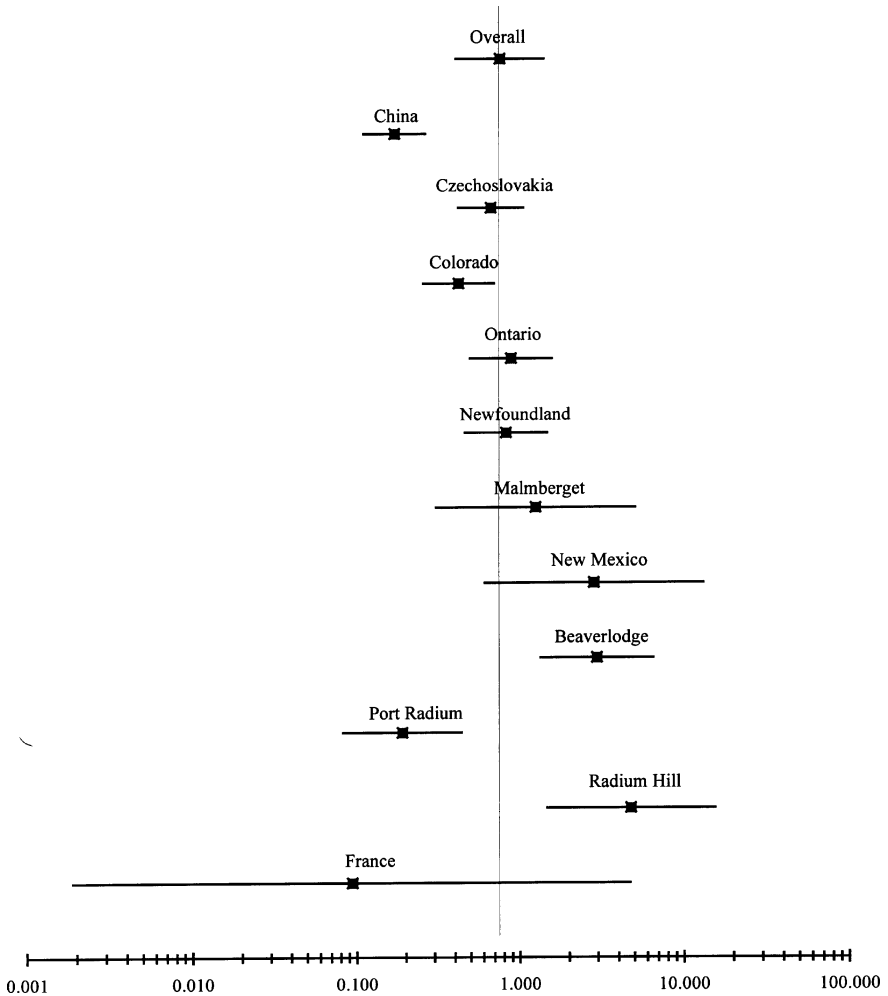 Overall
China
Czechoslovakia
Colorado
Ontario
Newfoundland
Malmberget
New Mexico
Beaverlodge
Port Radium
Radium Hill
France
0.001 0.010 0.100 1.000 10.000 100.000